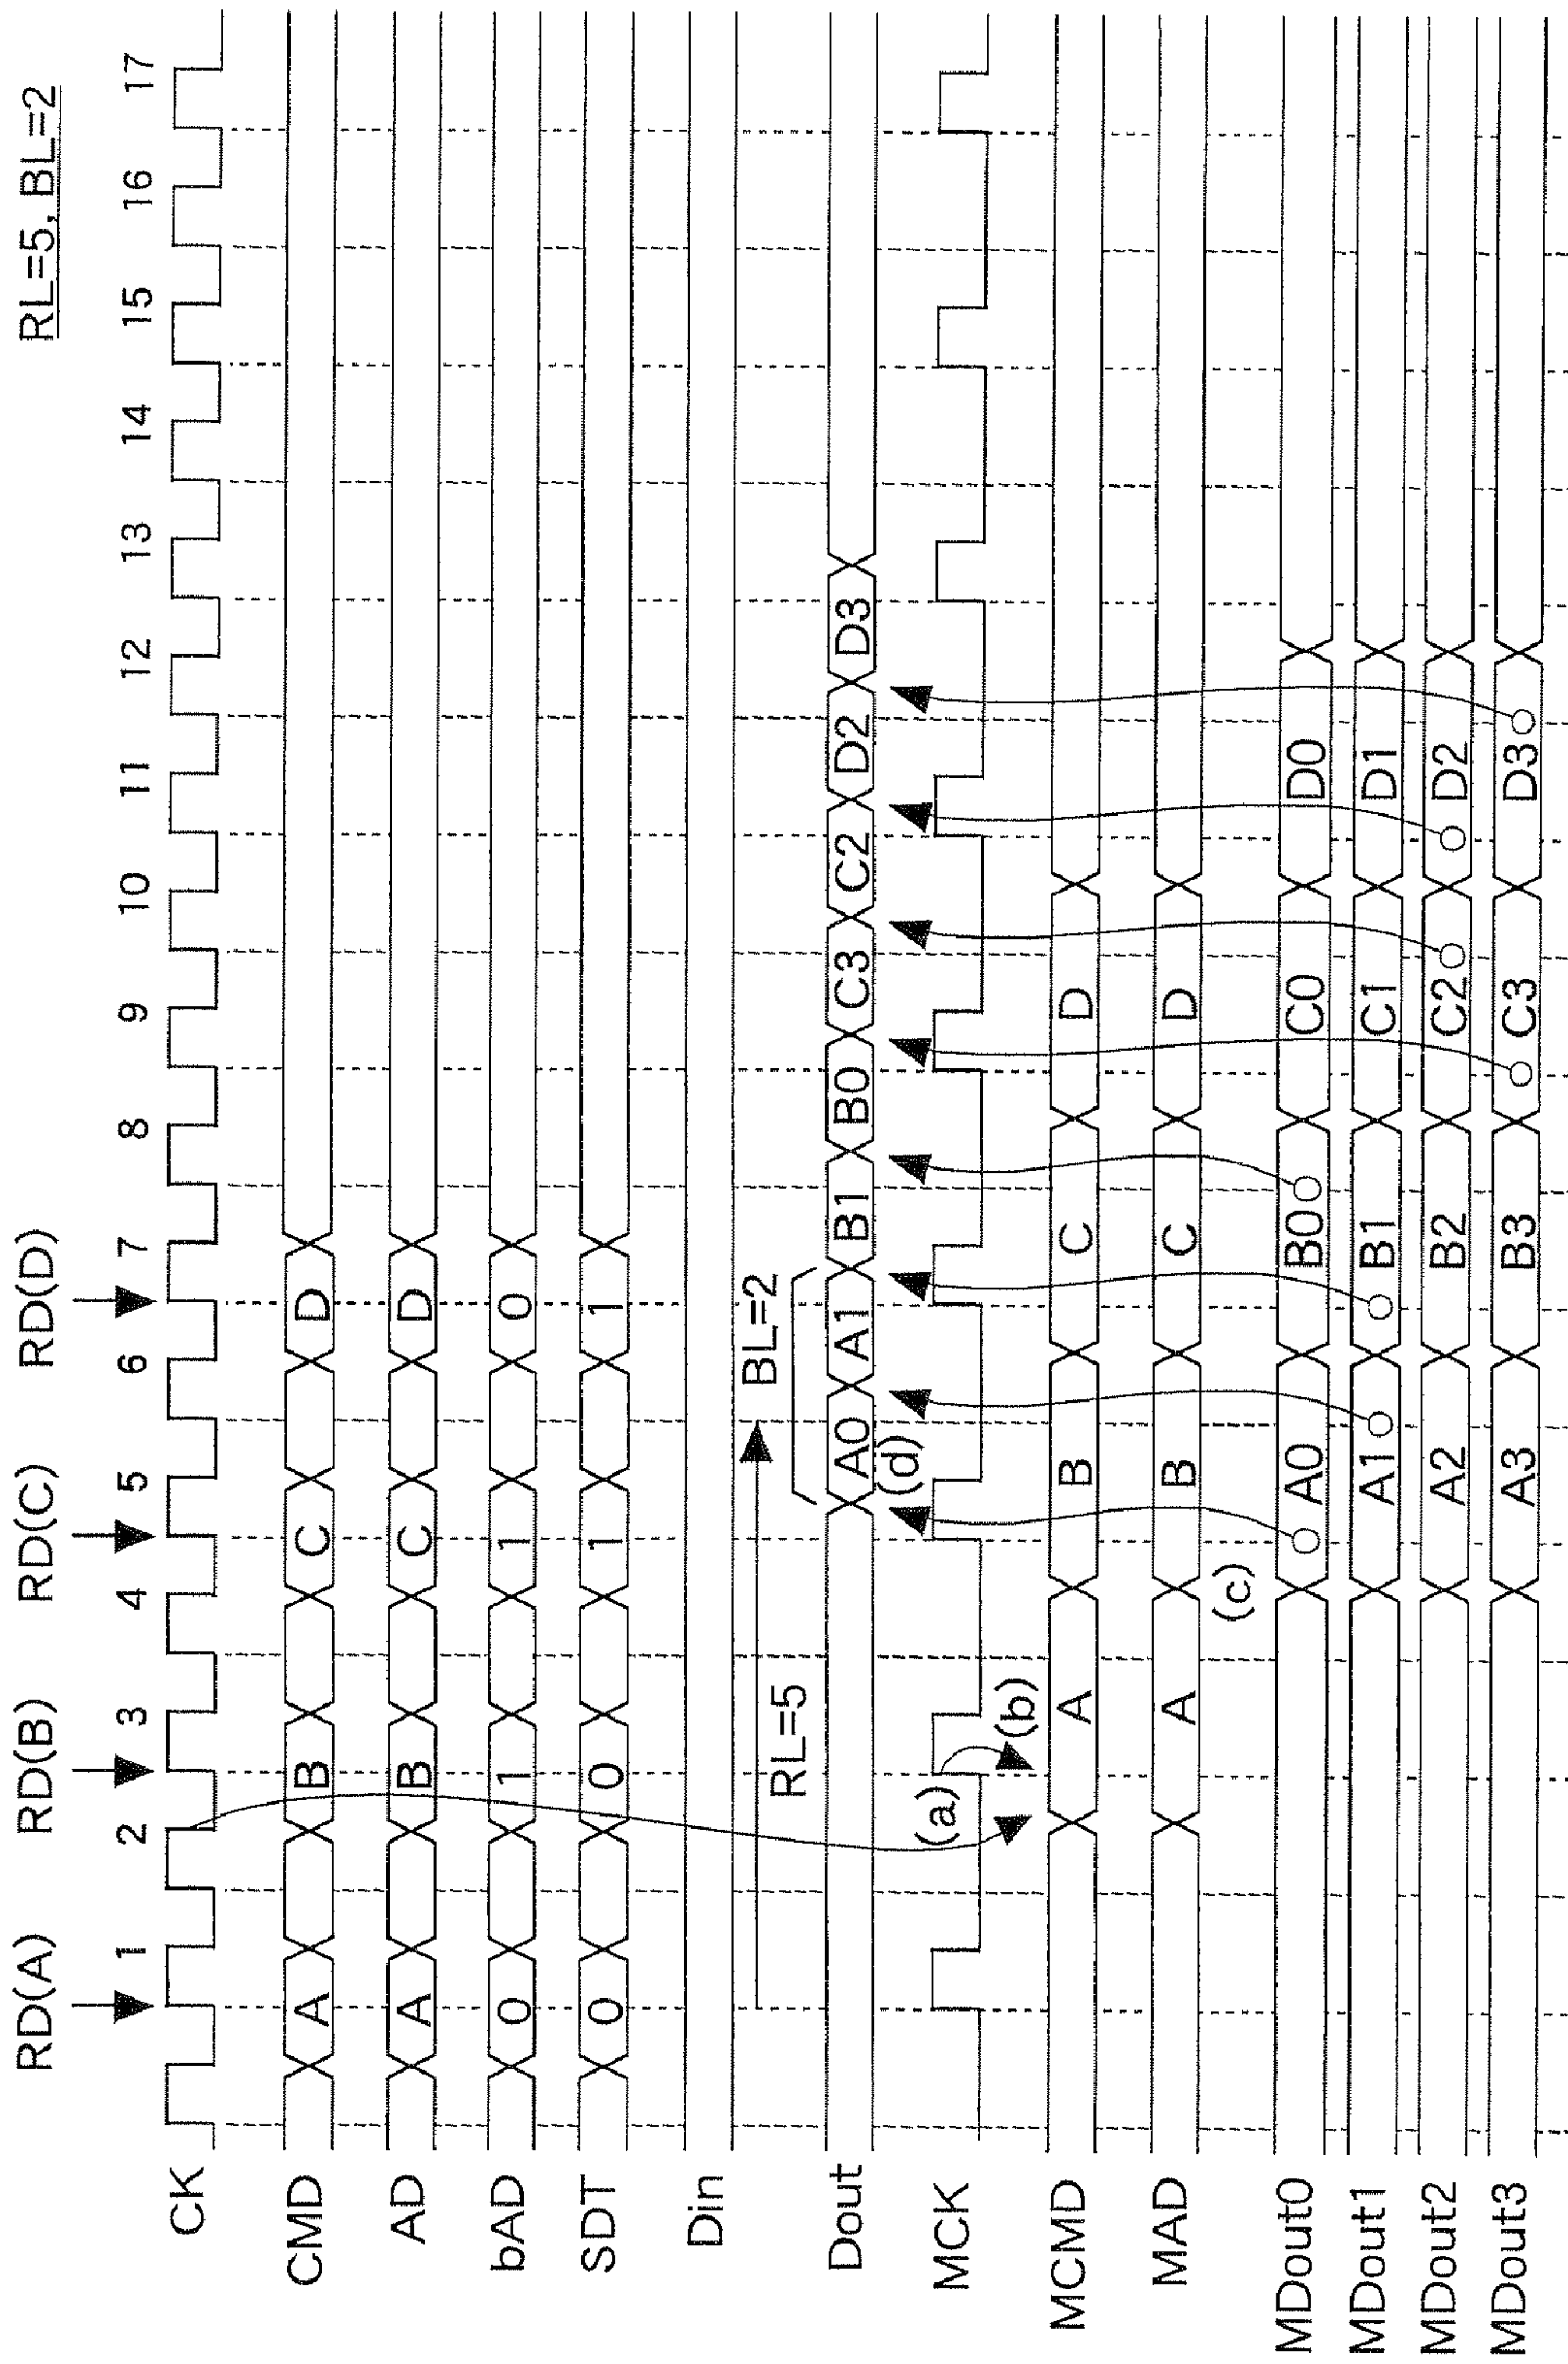 RL=5, BL=2
RD(A) RD(B) RD(C) RD(D)
1 2 3 4 5 6 7 8 9 10 11 12 13 14 15 16 17
CK
CMD A B C D
AD A B C D
bAD 0 1 1 0
SDT 0 0 1 1
Din
RL=5 BL=2
Dout A0 A1 B1 B0 C3 C2 D2 D3
(d)
MCK
(a) (b)
MCMD A B C D
MAD A B C D
(c)
MDout0 A0 B0 C0 D0
MDout1 A1 B1 C1 D1
MDout2 A2 B2 C2 D2
MDout3 A3 B3 C3 D3